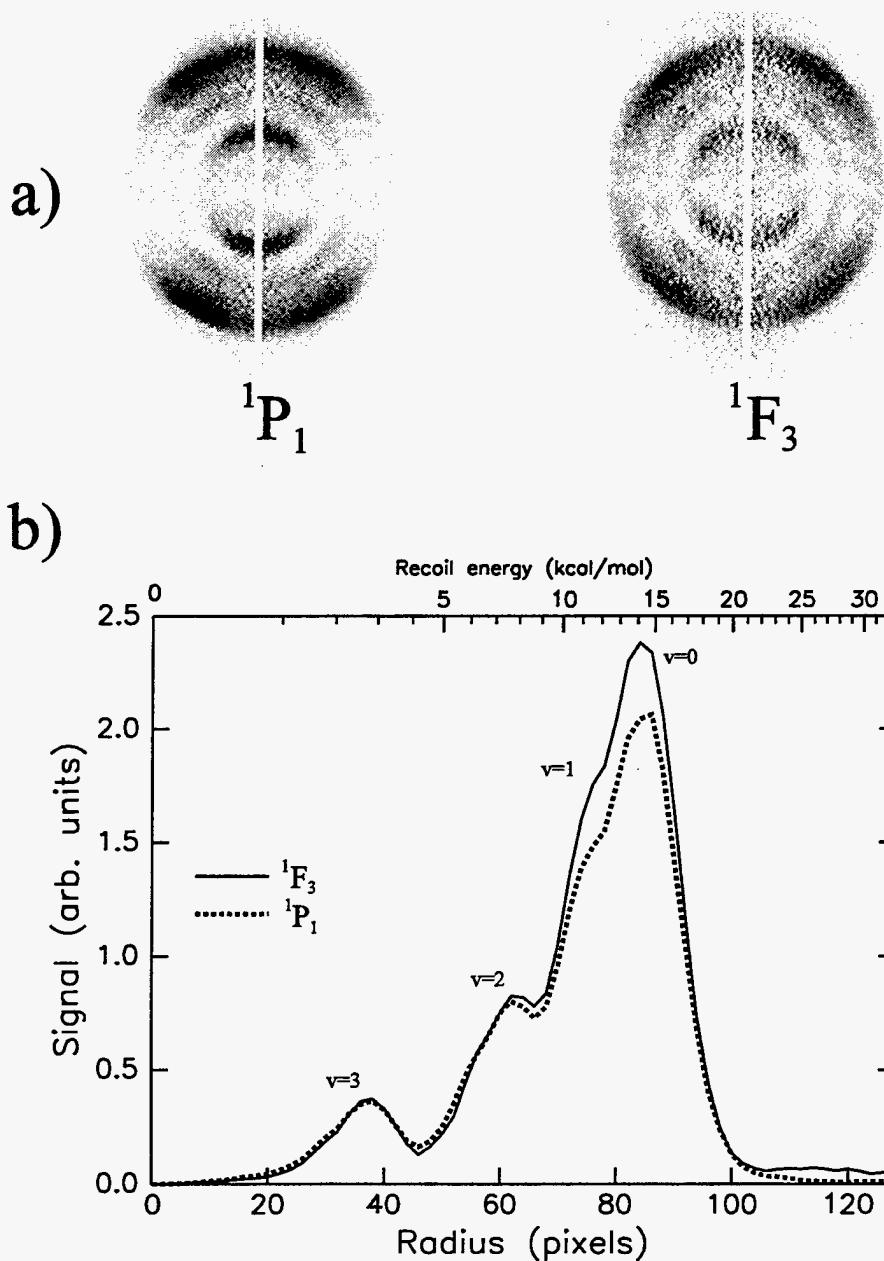 a)
¹P₁ ¹F₃
b)
Recoil energy (kcal/mol)
0 5 10 15 20 25 30
2.5
2.0
1.5
1.0
0.5
0.0
Signal (arb. units)
v=0
v=1
v=2
v=3
¹F₃
¹P₁
0 20 40 60 80 100 120
Radius (pixels)